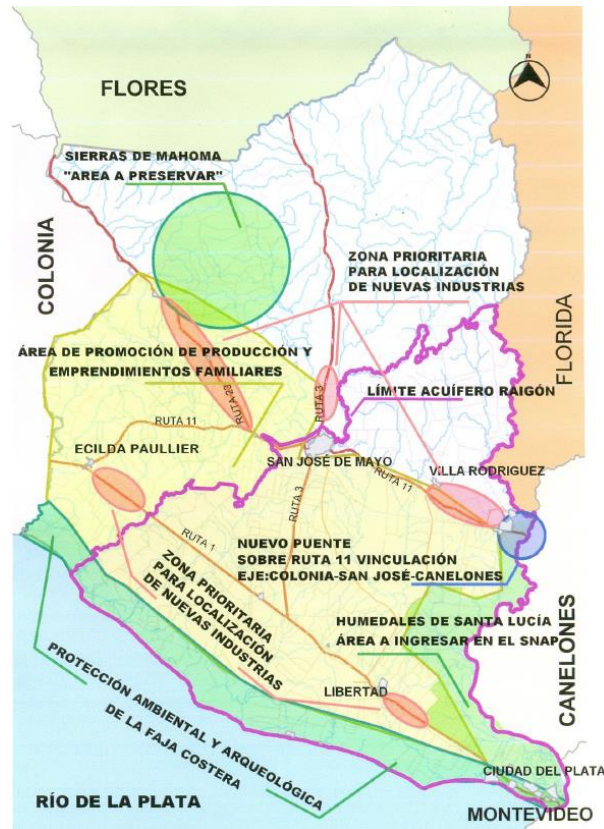 FLORES
SIERRAS DE MAHOMA
"AREA A PRESERVAR"
COLONIA
ZONA PRIORITARIA
PARA LOCALIZACIÓN
DE NUEVAS INDUSTRIAS
FLORIDA
ÁREA DE PROMOCIÓN DE PRODUCCIÓN Y
EMPRENDIMIENTOS FAMILIARES
RUTA 23
RUTA 3
LÍMITE ACUÍFERO RAIGÓN
RUTA 11
ECILDA PAULLIER
SAN JOSÉ DE MAYO
VILLA RODRIGUEZ
RUTA 11
RUTA 3
RUTA 1
NUEVO PUENTE
SOBRE RUTA 11 VINCULACIÓN
EJE:COLONIA-SAN JOSÉ-CANELONES
ZONA PRIORITARIA
PARA LOCALIZACIÓN
DE NUEVAS INDUSTRIAS
HUMEDALES DE SANTA LUCÍA
ÁREA A INGRESAR EN EL SNAP
CANELONES
LIBERTAD
PROTECCIÓN AMBIENTAL Y ARQUEOLÓGICA
DE LA FAJA COSTERA
CIUDAD DEL PLATA
RÍO DE LA PLATA
MONTEVIDEO